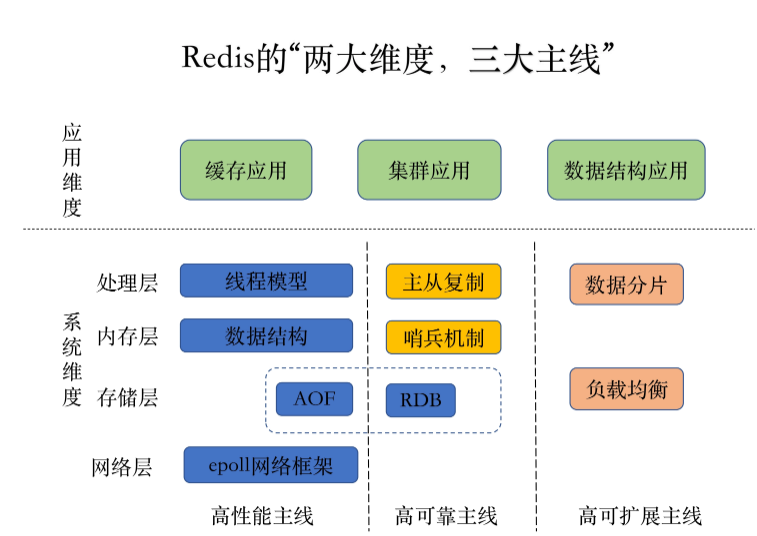 Redis的“两大维度，三大主线”
应用维度
缓存应用
集群应用
数据结构应用
系统维度
处理层
线程模型
主从复制
数据分片
内存层
数据结构
哨兵机制
存储层
AOF
RDB
负载均衡
网络层
epoll网络框架
高性能主线
高可靠主线
高可扩展主线